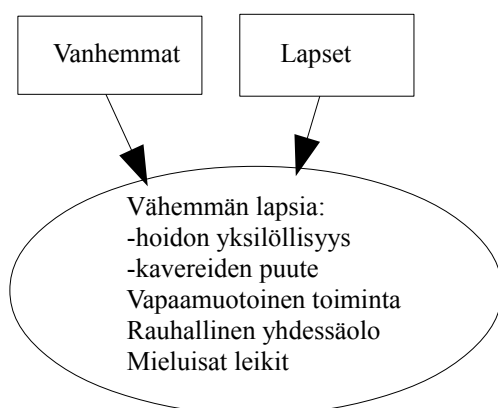 Vanhemmat
Lapset
Vähemmän lapsia:
-hoidon yksilöllisyys
-kavereiden puute
Vapaamuotoinen toiminta
Rauhallinen yhdessäolo
Mieluisat leikit